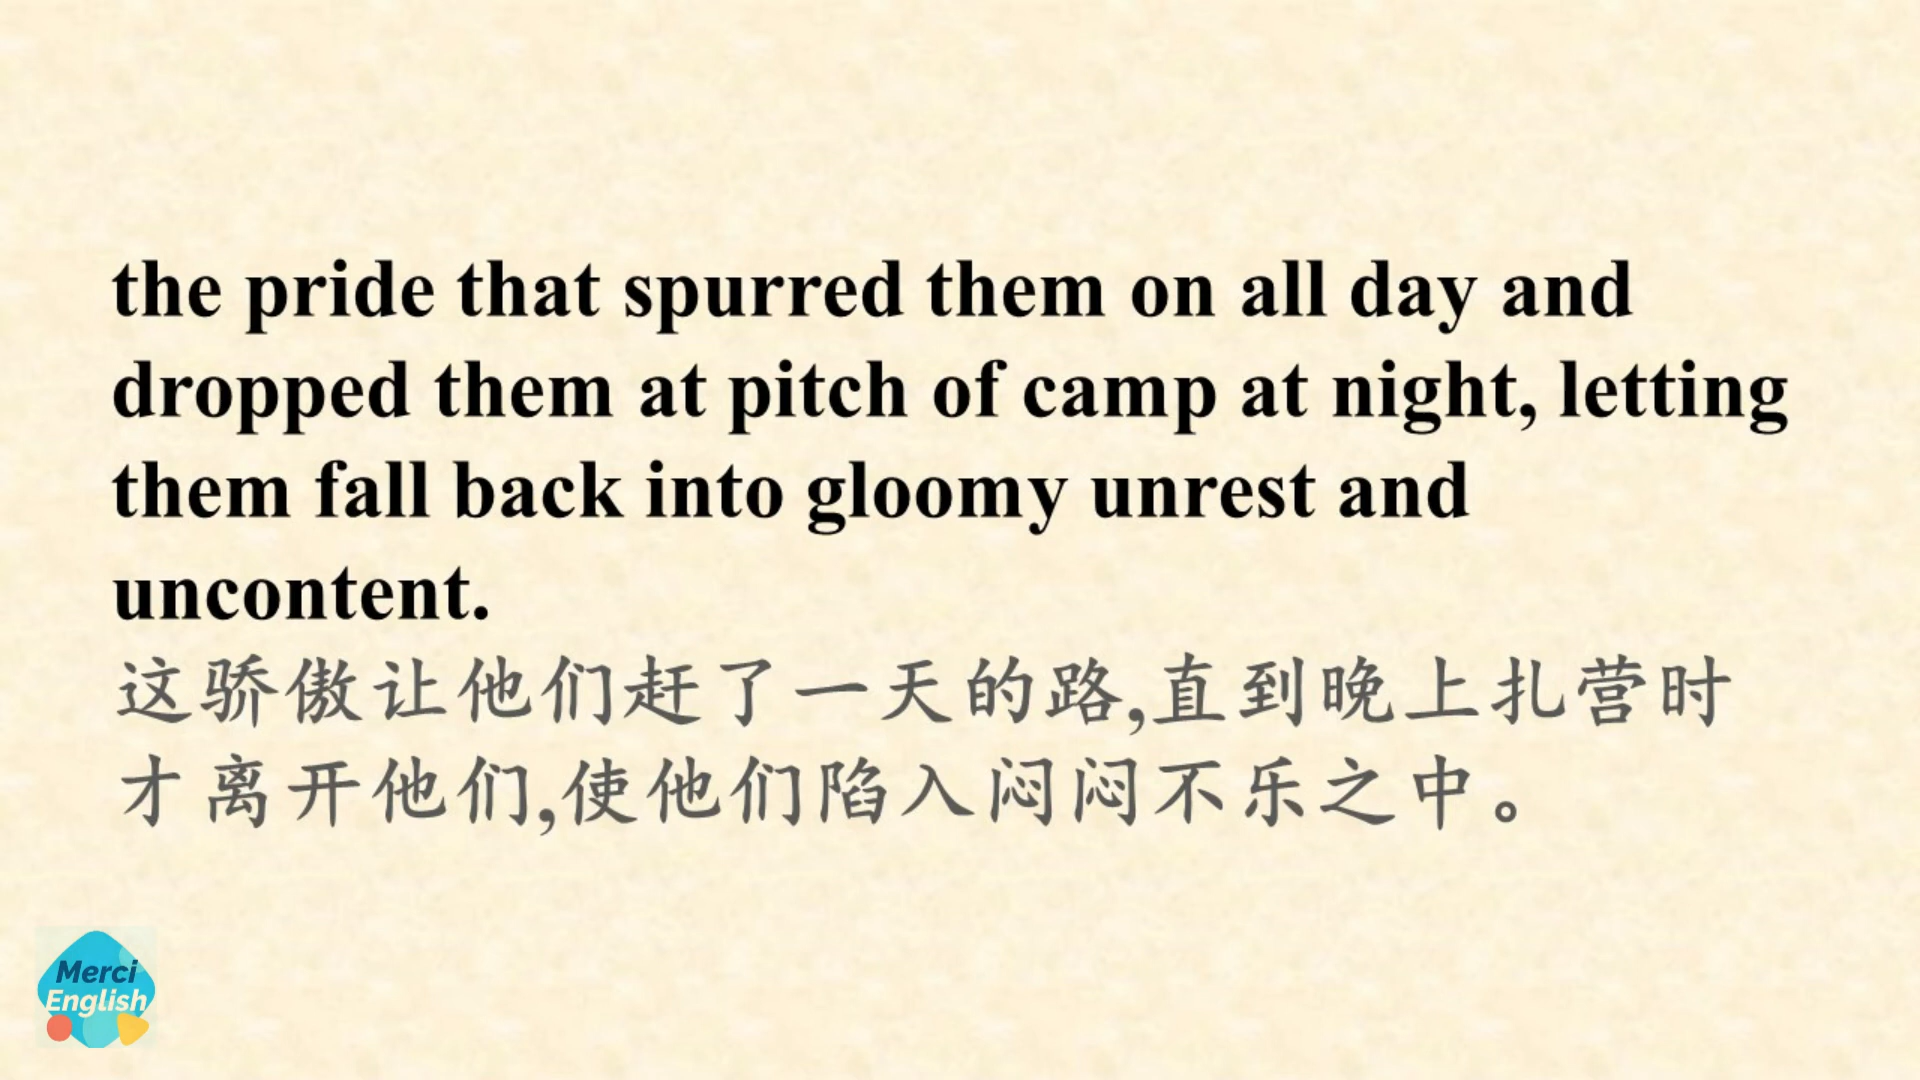 the pride that spurred them on all day and
dropped them at pitch of camp at night, letting
them fall back into gloomy unrest and
uncontent.
这骄傲让他们赶了一天的路,直到晚上扎营时
才离开他们,使他们陷入闷闷不乐之中。
Merci
English